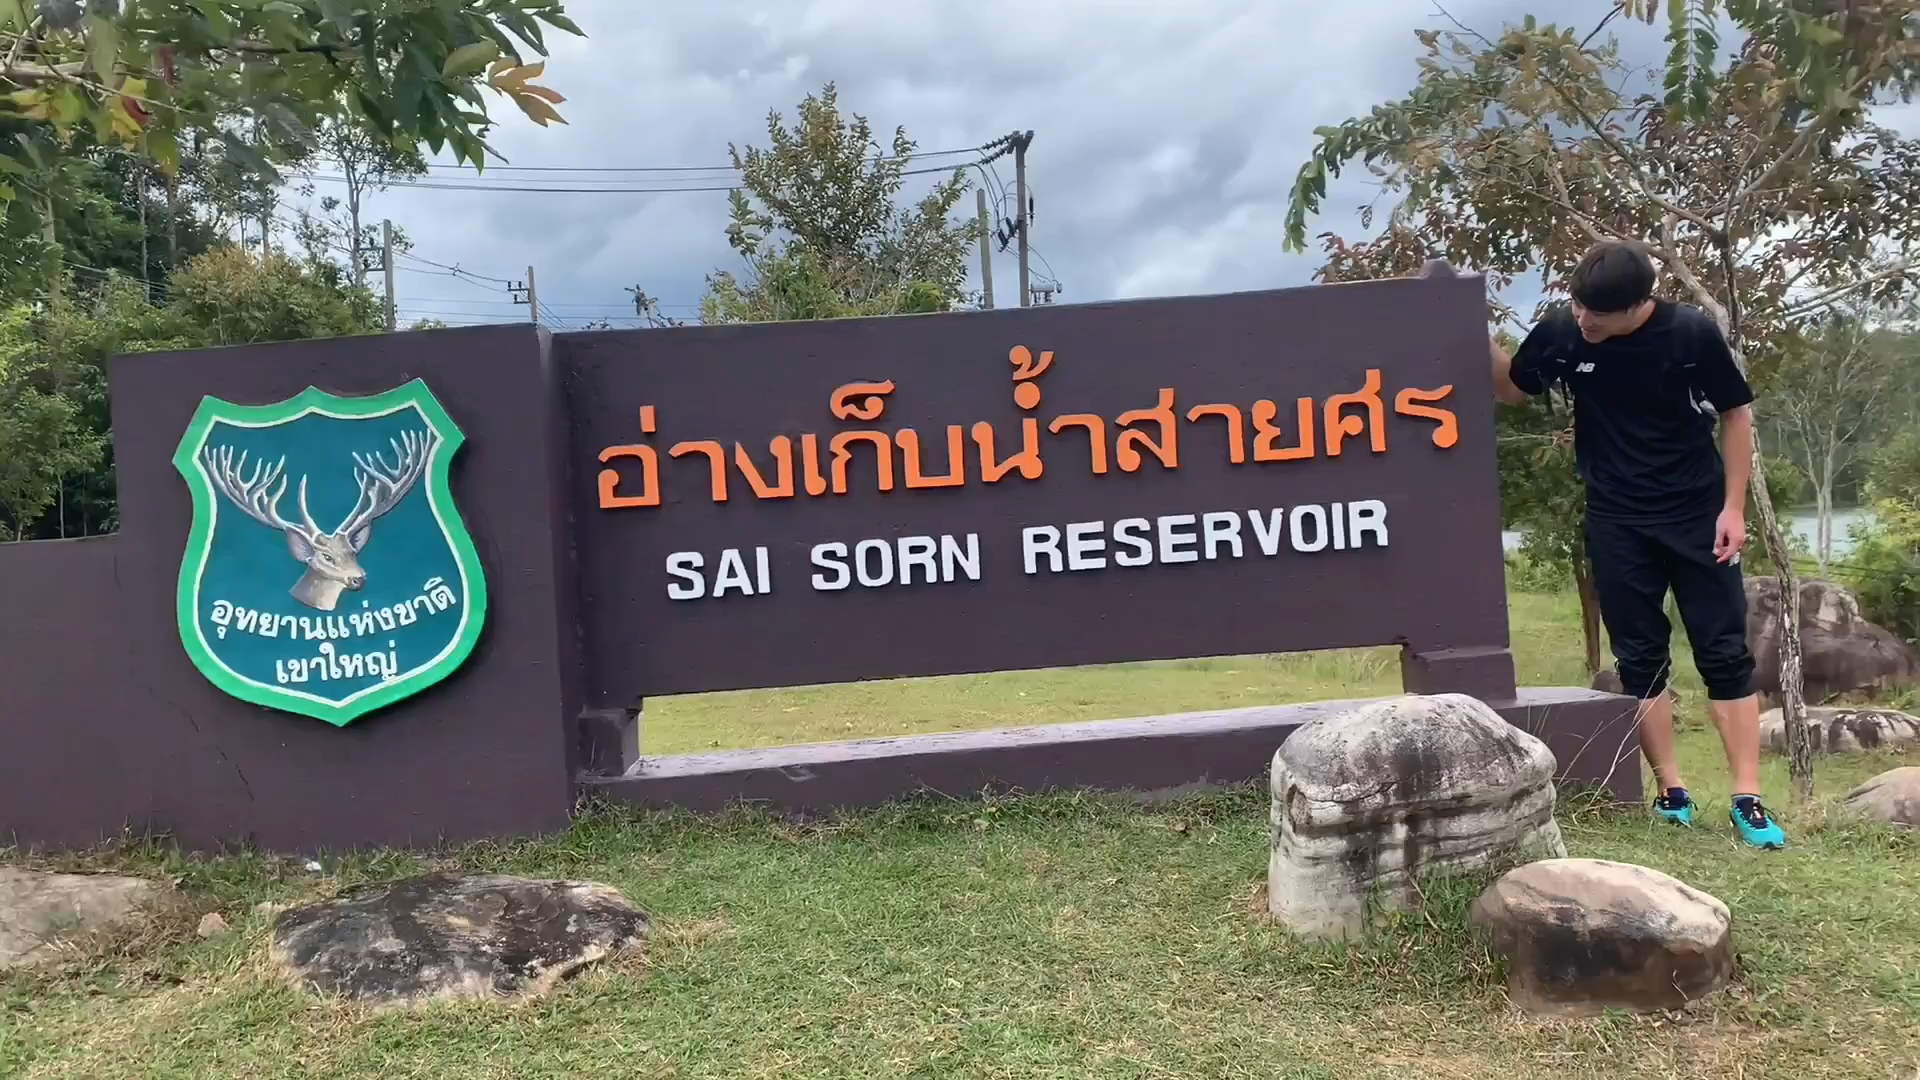 อุทยานแห่งชาติ
เขาใหญ่
อ่างเก็บน้ำสายศร
SAI SORN RESERVOIR
NB